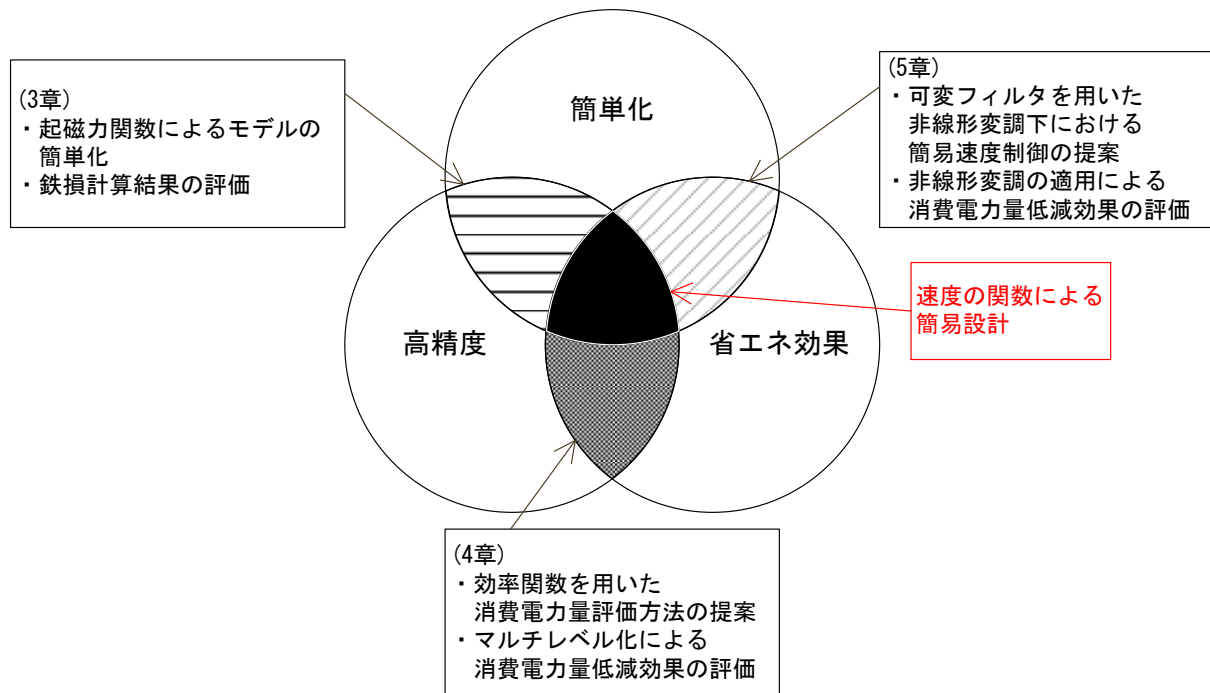 簡単化
(3章)
・起磁力関数によるモデルの
簡単化
・鉄損計算結果の評価
(5章)
・可変フィルタを用いた
非線形変調下における
簡易速度制御の提案
・非線形変調の適用による
消費電力量低減効果の評価
速度の関数による
簡易設計
高精度
省エネ効果
(4章)
・効率関数を用いた
消費電力量評価方法の提案
・マルチレベル化による
消費電力量低減効果の評価